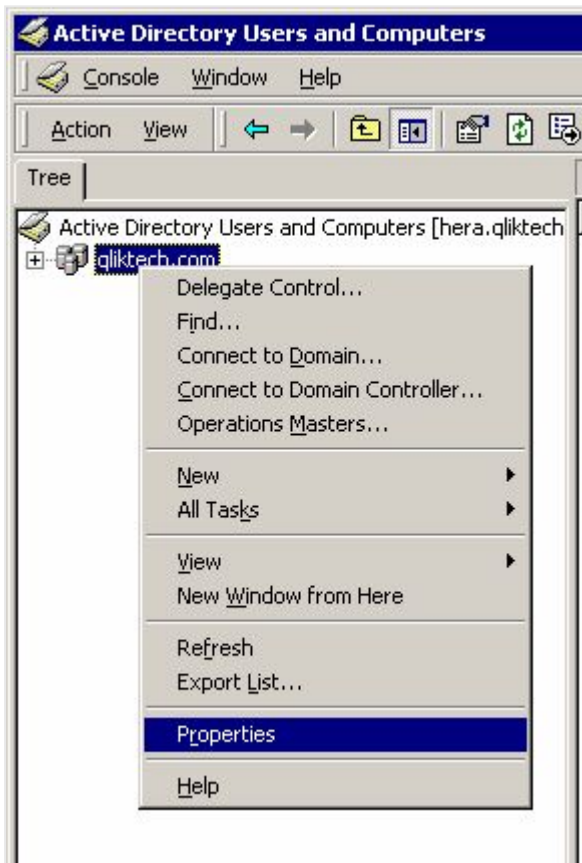 Active Directory Users and Computers
Console Window Help
Action View
Tree
Active Directory Users and Computers [hera.qliktech
qliktech.com
Delegate Control...
Find...
Connect to Domain...
Connect to Domain Controller...
Operations Masters...
New
All Tasks
View
New Window from Here
Refresh
Export List...
Properties
Help